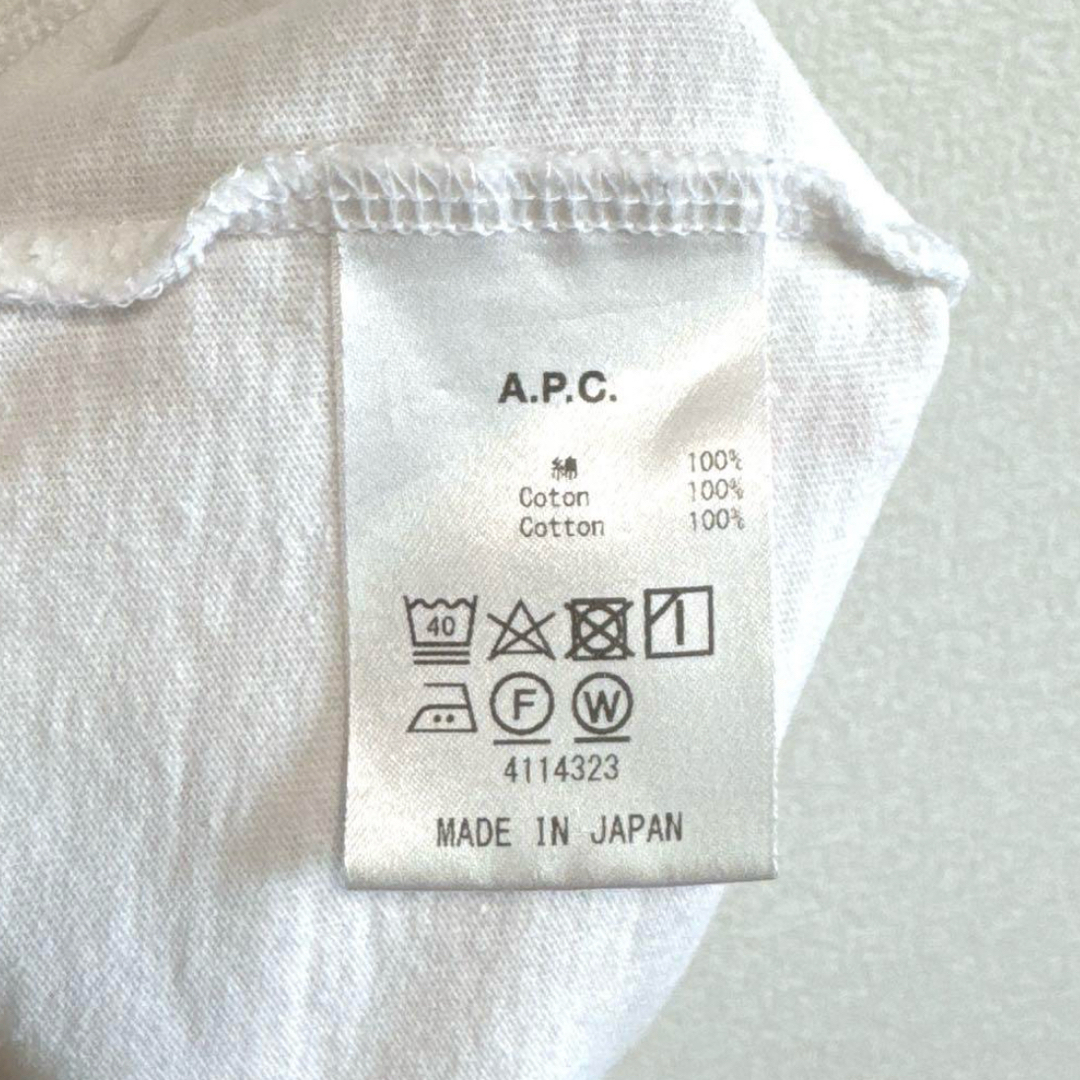 A.P.C.
綿 100%
Coton 100%
Cotton 100%
40
F W
4114323
MADE IN JAPAN